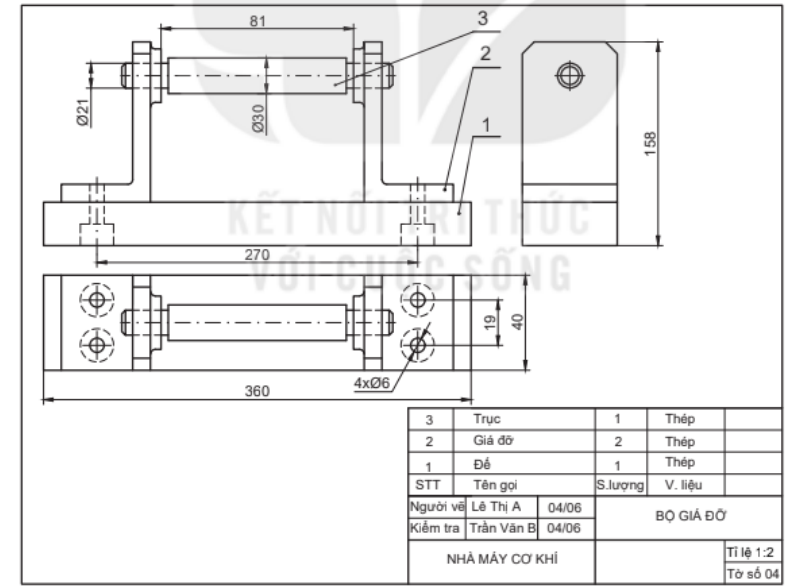 81
3
2
1
Ø21
Ø30
158
KẾT NỐI TRI THỨC
VỚI CUỘC SỐNG
270
19
40
4xØ6
360
3 Trục 1 Thép
2 Giá đỡ 2 Thép
1 Đế 1 Thép
STT Tên gọi S.lượng V. liệu
Người vẽ Lê Thị A 04/06 BỘ GIÁ ĐỠ
Kiểm tra Trần Văn B 04/06
NHÀ MÁY CƠ KHÍ Tỉ lệ 1:2
Tờ số 04